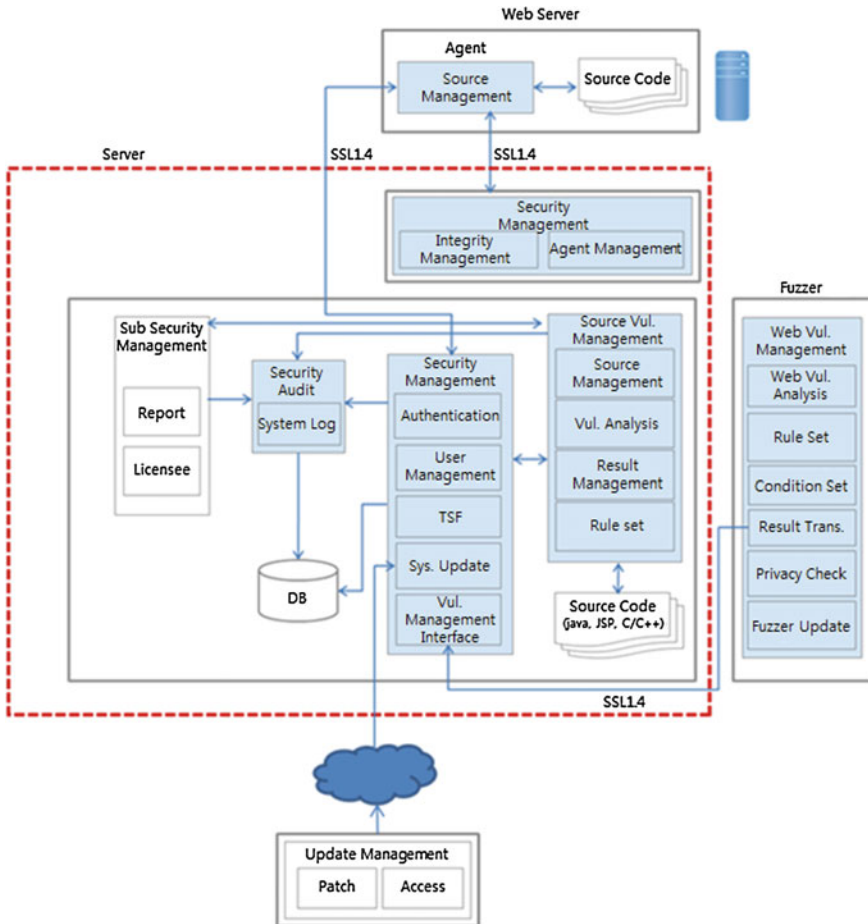 Web Server
Agent
Source
Management
Source Code
Server
SSL1.4
SSL1.4
Security
Management
Integrity
Management
Agent Management
Fuzzer
Sub Security
Management
Report
Licensee
Security
Audit
System Log
DB
Security
Management
Authentication
User
Management
TSF
Sys. Update
Vul.
Management
Interface
Source Vul.
Management
Source
Management
Vul. Analysis
Result
Management
Rule set
Source Code
(java, JSP, C/C++)
Web Vul.
Management
Web Vul.
Analysis
Rule Set
Condition Set
Result Trans.
Privacy Check
Fuzzer Update
SSL1.4
Update Management
Patch
Access